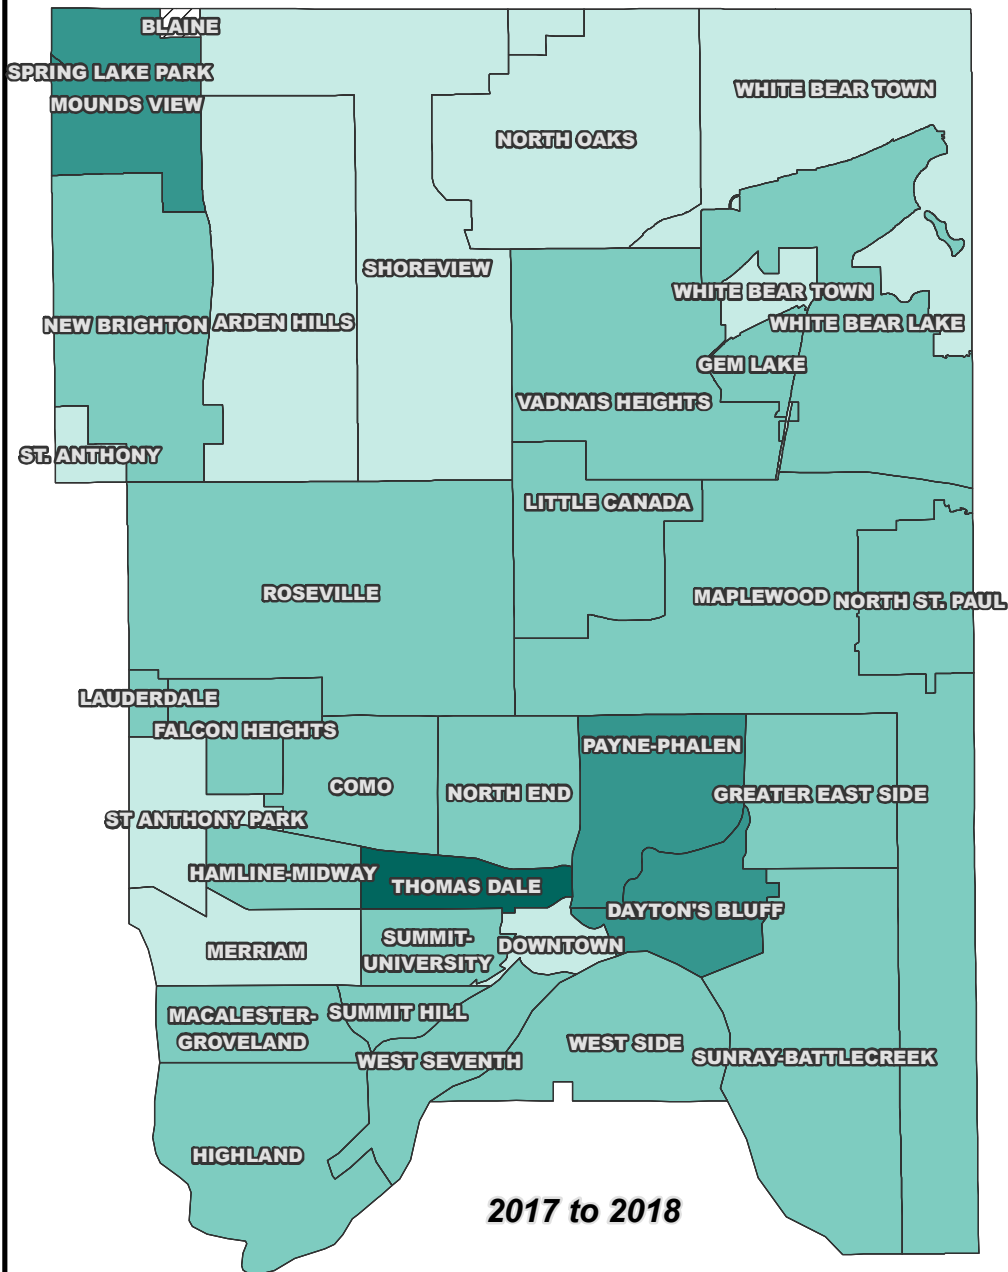 BLAINE
SPRING LAKE PARK
MOUNDS VIEW
WHITE BEAR TOWN
NORTH OAKS
SHOREVIEW
WHITE BEAR TOWN
NEW BRIGHTON
ARDEN HILLS
WHITE BEAR LAKE
GEM LAKE
VADNAIS HEIGHTS
ST. ANTHONY
LITTLE CANADA
ROSEVILLE
MAPLEWOOD
NORTH ST. PAUL
LAUDERDALE
FALCON HEIGHTS
PAYNE-PHALEN
COMO
NORTH END
GREATER EAST SIDE
ST ANTHONY PARK
HAMLINE-MIDWAY
THOMAS DALE
DAYTON'S BLUFF
SUMMIT-
UNIVERSITY
DOWNTOWN
MERRIAM
MACALESTER-
GROVELAND
SUMMIT HILL
WEST SEVENTH
WEST SIDE
SUNRAY-BATTLECREEK
HIGHLAND
2017 to 2018